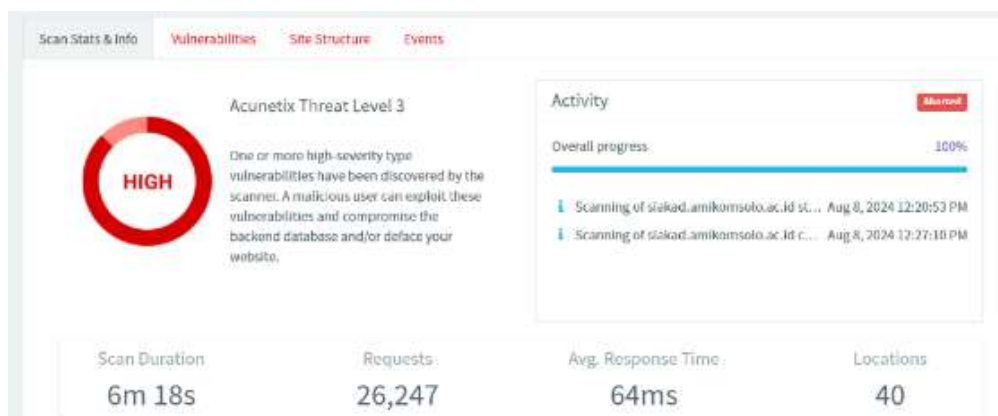 Scan Stats & Info Vulnerabilities Site Structure Events
Acunetix Threat Level 3
One or more high-severity type
vulnerabilities have been discovered by the
scanner. A malicious user can exploit these
vulnerabilities and compromise the
backend database and/or deface your
website.
HIGH
Activity Aborted
Overall progress 100%
Scanning of siakad.amikomsolo.ac.id st... Aug 8, 2024 12:20:53 PM
Scanning of siakad.amikomsolo.ac.id c... Aug 8, 2024 12:27:10 PM
Scan Duration Requests Avg. Response Time Locations
6m 18s 26,247 64ms 40